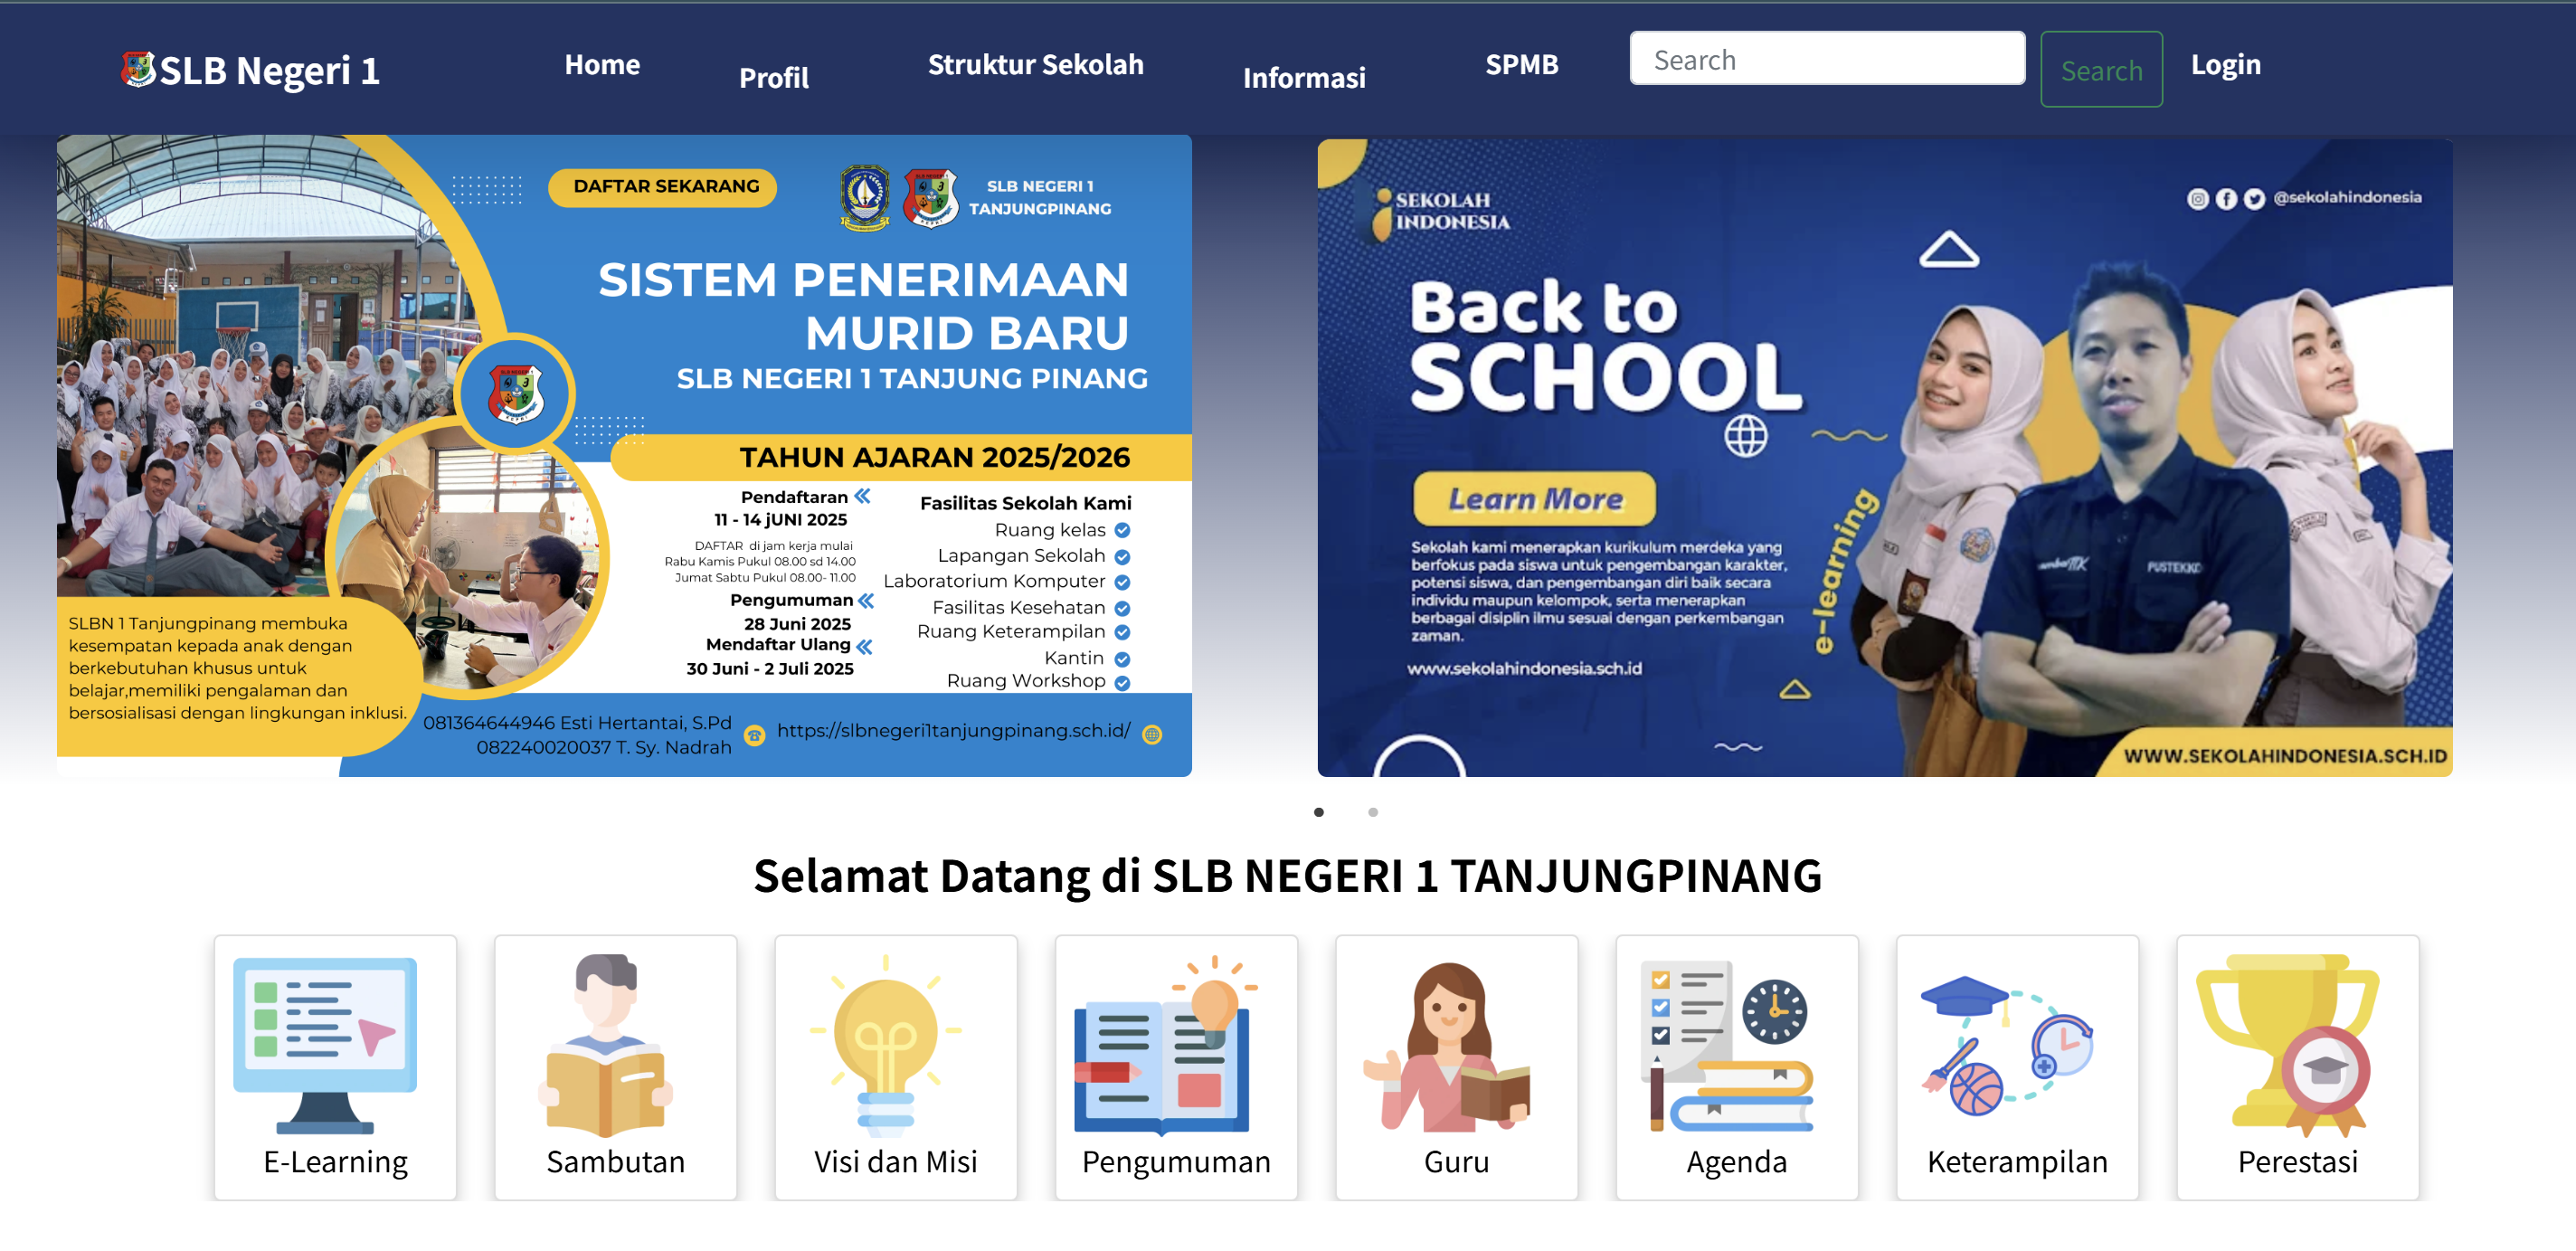 SLB Negeri 1
Home
Profil
Struktur Sekolah
Informasi
SPMB
Search
Search
Login
DAFTAR SEKARANG
SLB NEGERI 1
TANJUNGPINANG
SISTEM PENERIMAAN
MURID BARU
SLB NEGERI 1 TANJUNG PINANG
TAHUN AJARAN 2025/2026
Pendaftaran
11 - 14 jUNI 2025
DAFTAR di jam kerja mulai
Rabu Kamis Pukul 08.00 sd 14.00
Jumat Sabtu Pukul 08.00- 11.00
Pengumuman
28 Juni 2025
Mendaftar Ulang
30 Juni - 2 Juli 2025
Fasilitas Sekolah Kami
Ruang kelas
Lapangan Sekolah
Laboratorium Komputer
Fasilitas Kesehatan
Ruang Keterampilan
Kantin
Ruang Workshop
SLBN 1 Tanjungpinang membuka
kesempatan kepada anak dengan
berkebutuhan khusus untuk
belajar,memiliki pengalaman dan
bersosialisasi dengan lingkungan inklusi.
081364644946 Esti Hertantai, S.Pd
082240020037 T. Sy. Nadrah
https://slbnegeri1tanjungpinang.sch.id/
SEKOLAH
INDONESIA
@sekolahindonesia
Back to
SCHOOL
Learn More
Sekolah kami menerapkan kurikulum merdeka yang
berfokus pada siswa untuk pengembangan karakter,
potensi siswa, dan pengembangan diri baik secara
individu maupun kelompok, serta menerapkan
berbagai disiplin ilmu sesuai dengan perkembangan
zaman.
www.sekolahindonesia.sch.id
e-learning
PUSTEKKO
WWW.SEKOLAHINDONESIA.SCH.ID
Selamat Datang di SLB NEGERI 1 TANJUNGPINANG
E-Learning
Sambutan
Visi dan Misi
Pengumuman
Guru
Agenda
Keterampilan
Perestasi